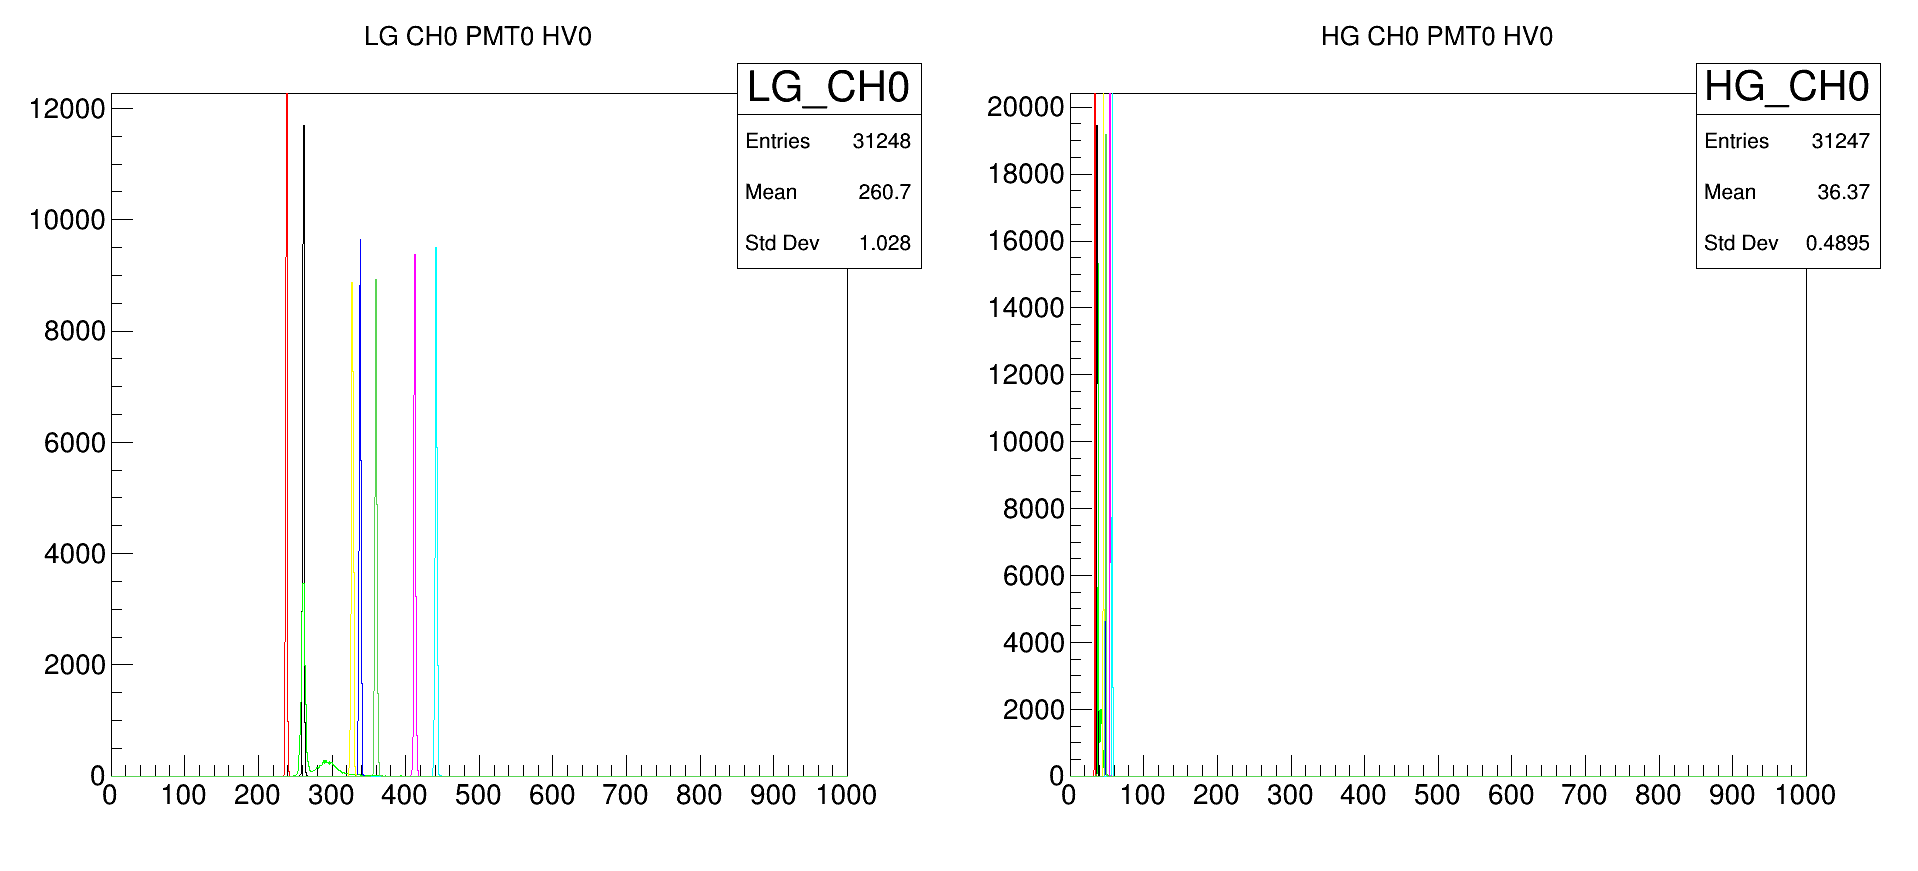 LG CH0 PMT0 HV0
LG_CH0
Entries 31248
Mean 260.7
Std Dev 1.028
12000
10000
8000
6000
4000
2000
0
0 100 200 300 400 500 600 700 800 900 1000
HG CH0 PMT0 HV0
HG_CH0
Entries 31247
Mean 36.37
Std Dev 0.4895
20000
18000
16000
14000
12000
10000
8000
6000
4000
2000
0
0 100 200 300 400 500 600 700 800 900 1000